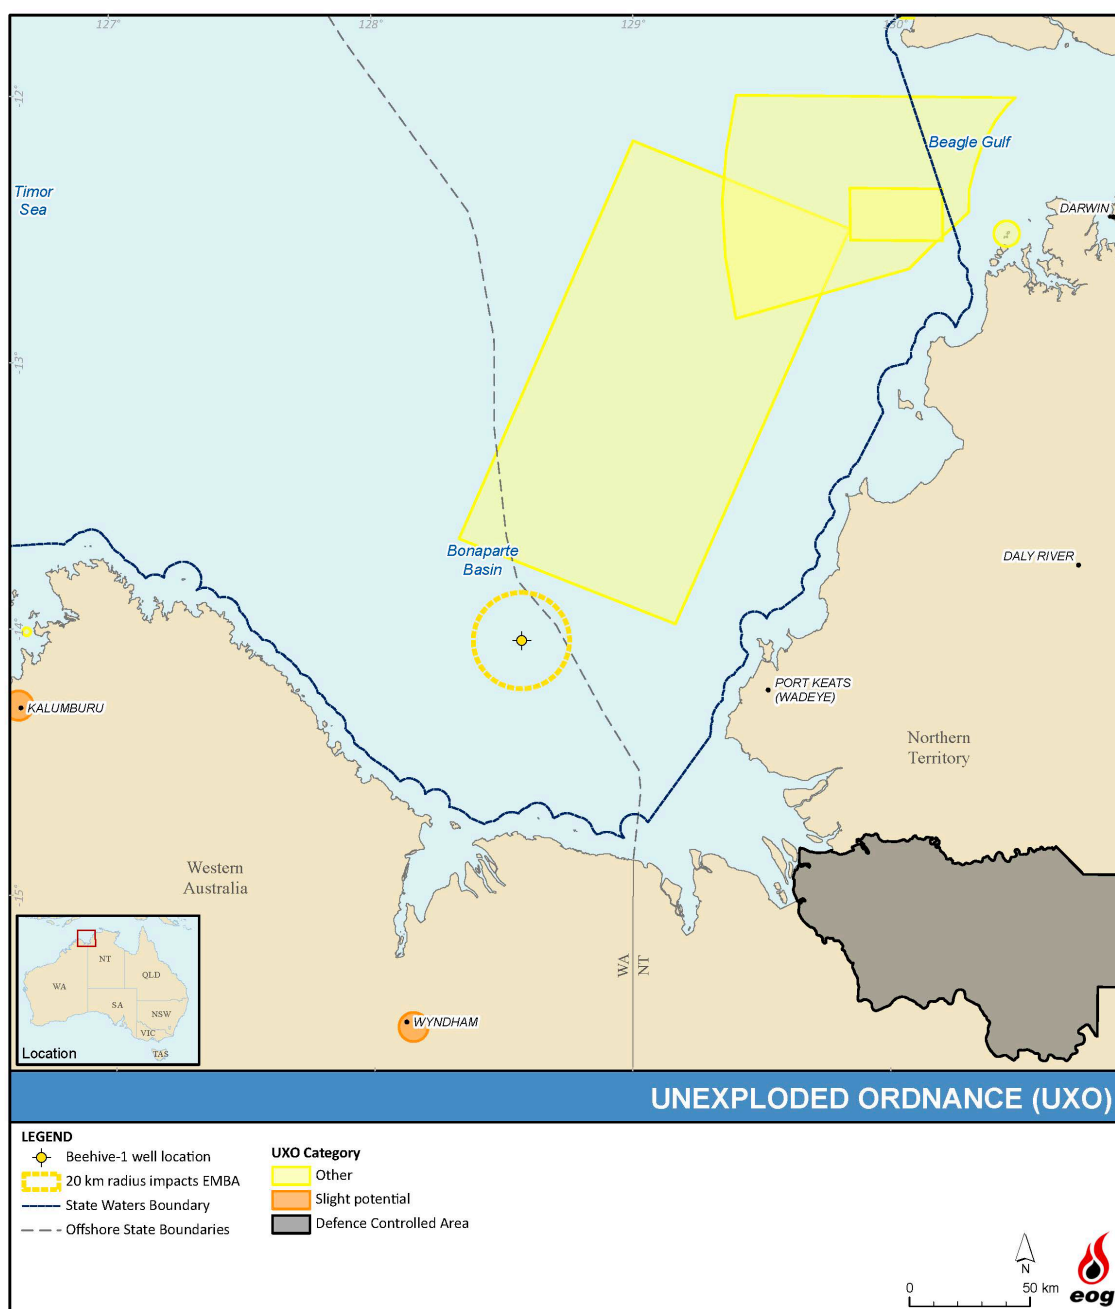 127°
128°
129°
130°
-12°
Beagle Gulf
Timor
Sea
DARWIN
-13°
Bonaparte
Basin
DALY RIVER
-14°
PORT KEATS
(WADEYE)
KALUMBURU
Northern
Territory
Western
Australia
-15°
WA
NT
WYNDHAM
WA
NT
QLD
SA
NSW
VIC
TAS
Location
UNEXPLODED ORDNANCE (UXO)
LEGEND
Beehive-1 well location
20 km radius impacts EMBA
State Waters Boundary
Offshore State Boundaries
UXO Category
Other
Slight potential
Defence Controlled Area
N
0 50 km
eog